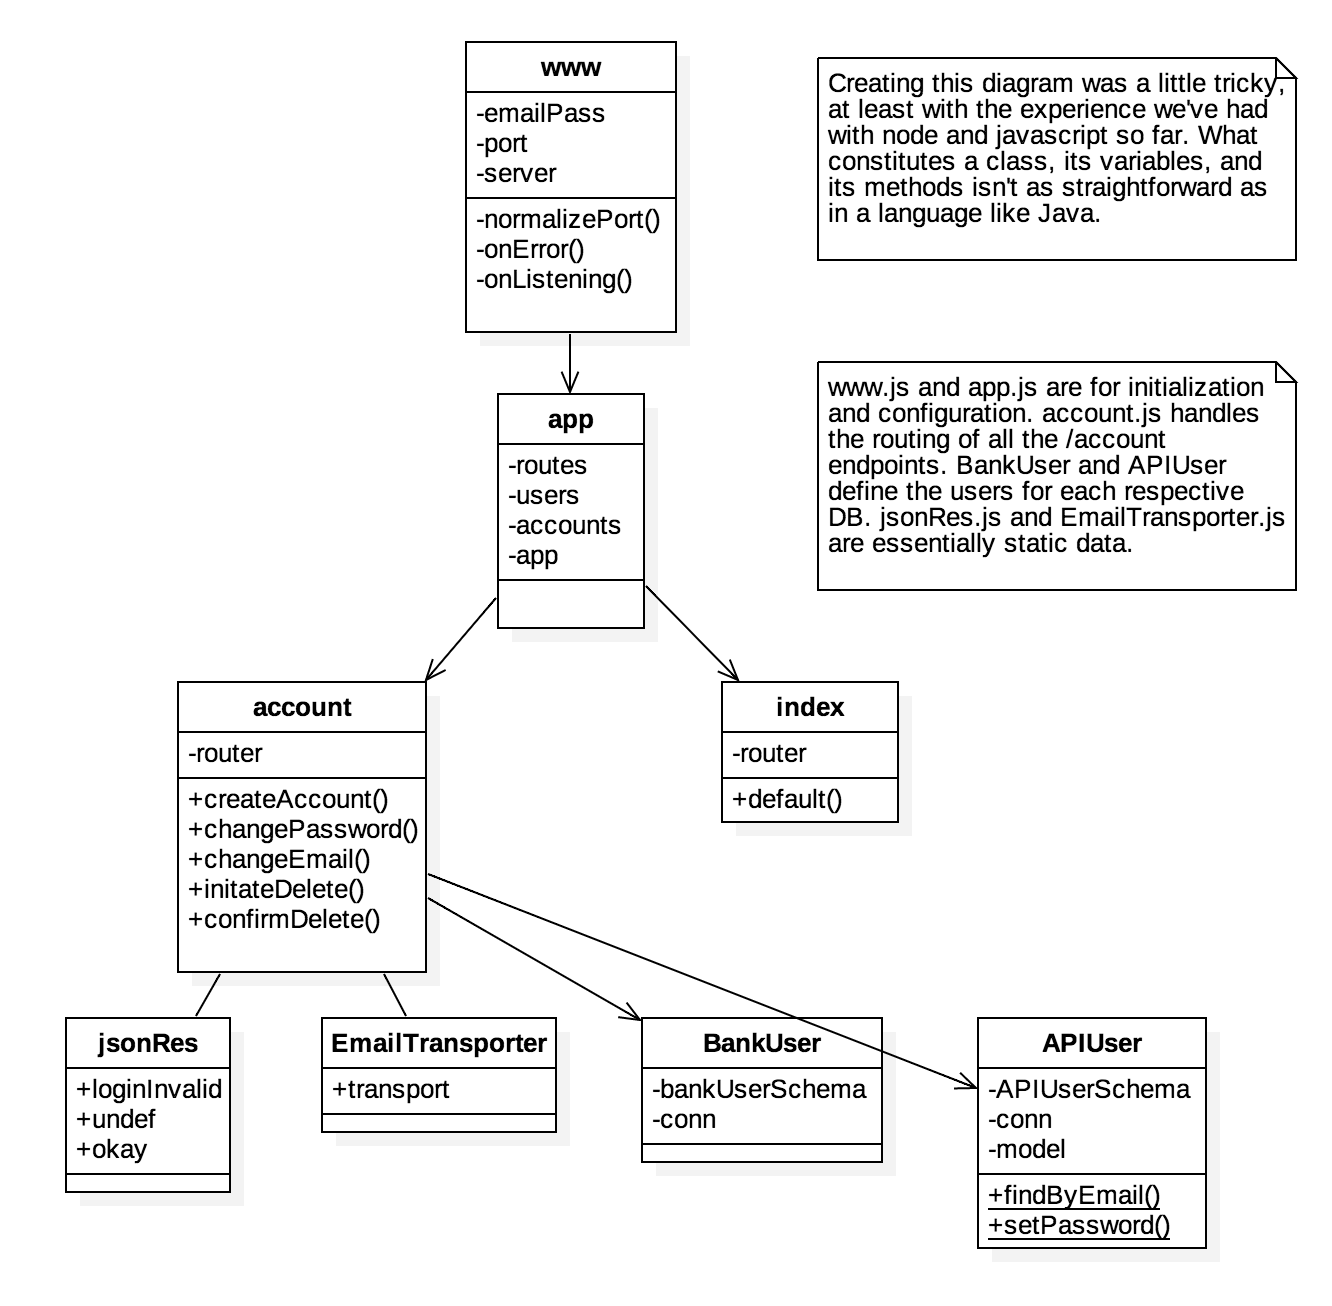 www
-emailPass
-port
-server
-normalizePort()
-onError()
-onListening()
Creating this diagram was a little tricky,
at least with the experience we've had
with node and javascript so far. What
constitutes a class, its variables, and
its methods isn't as straightforward as
in a language like Java.
app
-routes
-users
-accounts
-app
www.js and app.js are for initialization
and configuration. account.js handles
the routing of all the /account
endpoints. BankUser and APIUser
define the users for each respective
DB. jsonRes.js and EmailTransporter.js
are essentially static data.
account
-router
+createAccount()
+changePassword()
+changeEmail()
+initateDelete()
+confirmDelete()
index
-router
+default()
jsonRes
+loginInvalid
+undef
+okay
EmailTransporter
+transport
BankUser
-bankUserSchema
-conn
APIUser
-APIUserSchema
-conn
-model
+findByEmail()
+setPassword()